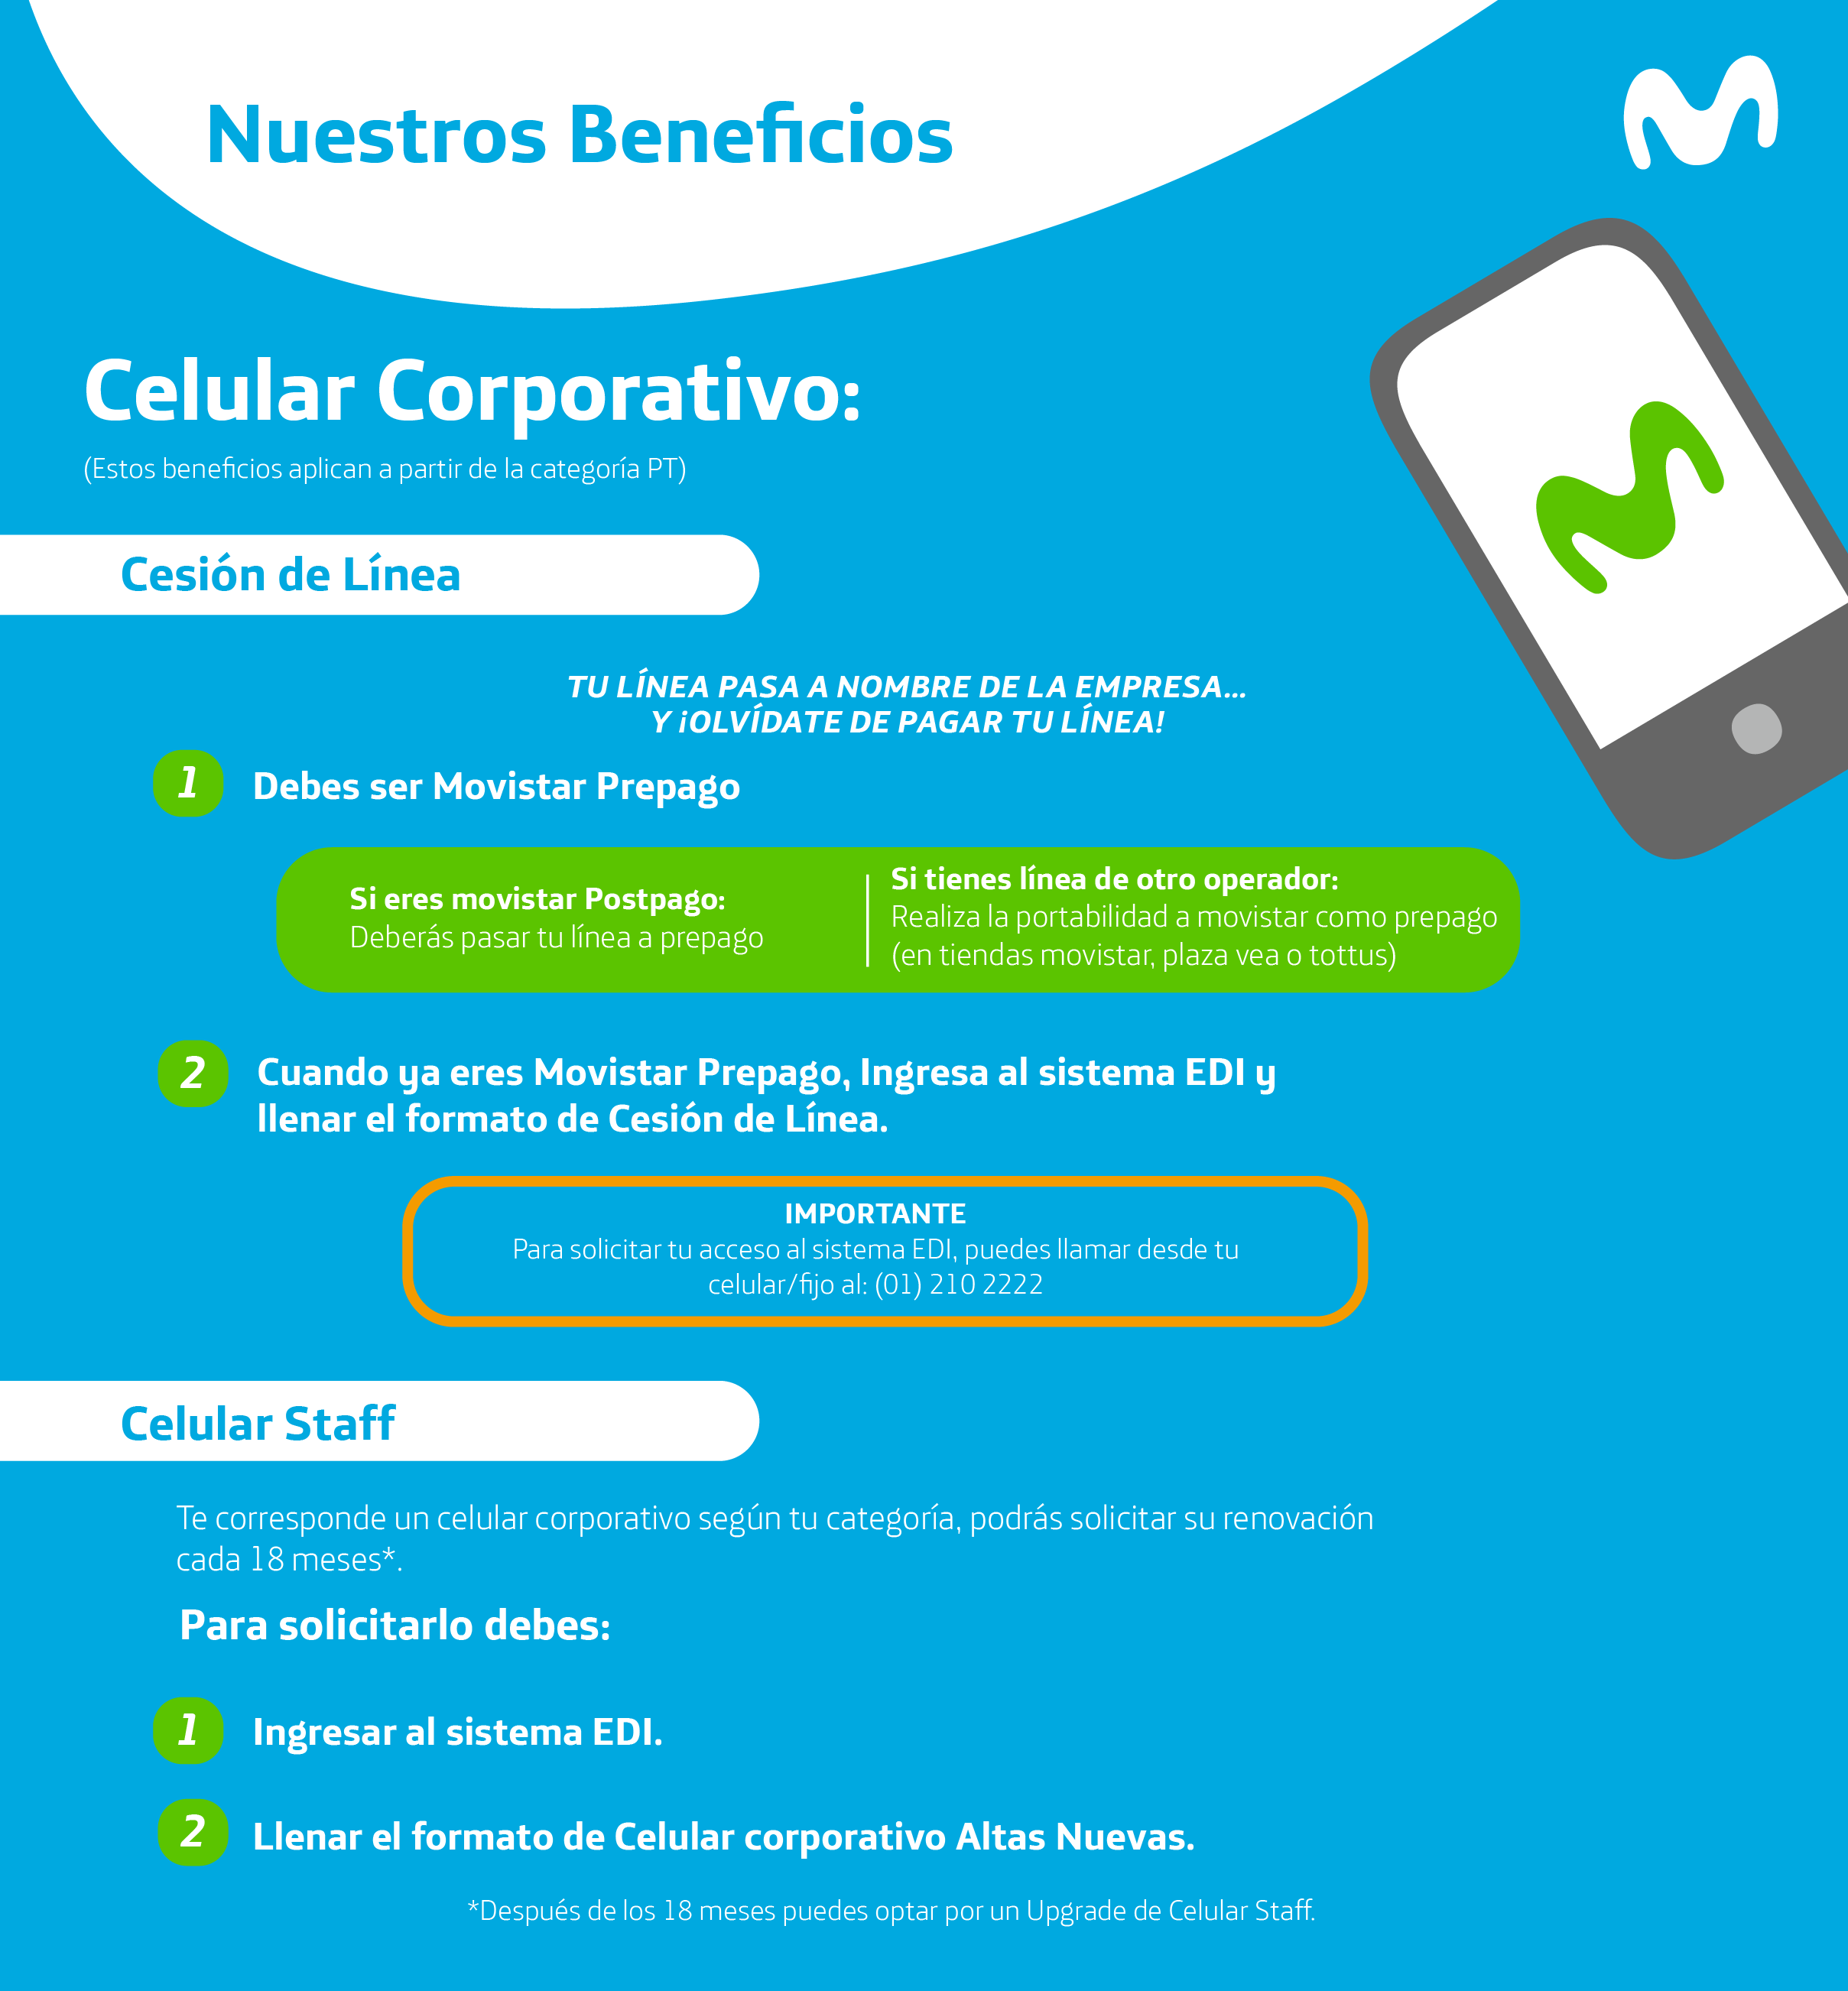 Nuestros Beneficios
Celular Corporativo:
(Estos beneficios aplican a partir de la categoría PT)
Cesión de Línea
TU LÍNEA PASA A NOMBRE DE LA EMPRESA...
Y ¡OLVÍDATE DE PAGAR TU LÍNEA!
1 Debes ser Movistar Prepago
Si eres movistar Postpago:
Deberás pasar tu línea a prepago
Si tienes línea de otro operador:
Realiza la portabilidad a movistar como prepago
(en tiendas movistar, plaza vea o tottus)
2 Cuando ya eres Movistar Prepago, Ingresa al sistema EDI y
llenar el formato de Cesión de Línea.
IMPORTANTE
Para solicitar tu acceso al sistema EDI, puedes llamar desde tu
celular/fijo al: (01) 210 2222
Celular Staff
Te corresponde un celular corporativo según tu categoría, podrás solicitar su renovación
cada 18 meses*.
Para solicitarlo debes:
1 Ingresar al sistema EDI.
2 Llenar el formato de Celular corporativo Altas Nuevas.
*Después de los 18 meses puedes optar por un Upgrade de Celular Staff.